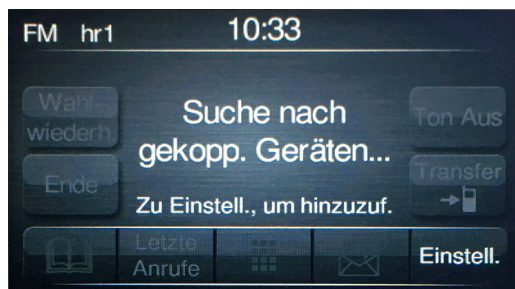 FM hr1 10:33
Wahl-
wiederh.
Ende
Suche nach
gekopp. Geräten...
Zu Einstell., um hinzuzuf.
Ton Aus
Transfer
Letzte
Anrufe
Einstell.